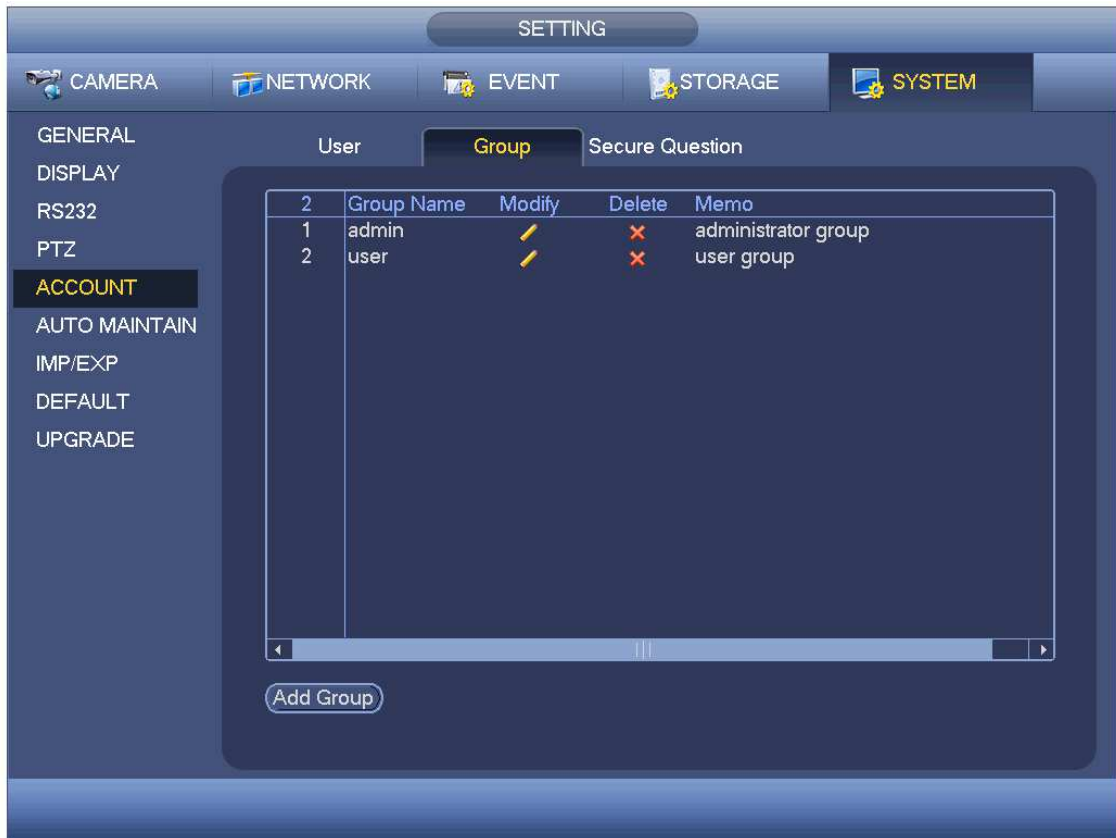 SETTING
CAMERA NETWORK EVENT STORAGE SYSTEM
GENERAL
DISPLAY
RS232
PTZ
ACCOUNT
AUTO MAINTAIN
IMP/EXP
DEFAULT
UPGRADE
User Group Secure Question
2 Group Name Modify Delete Memo
1 admin administrator group
2 user user group
Add Group